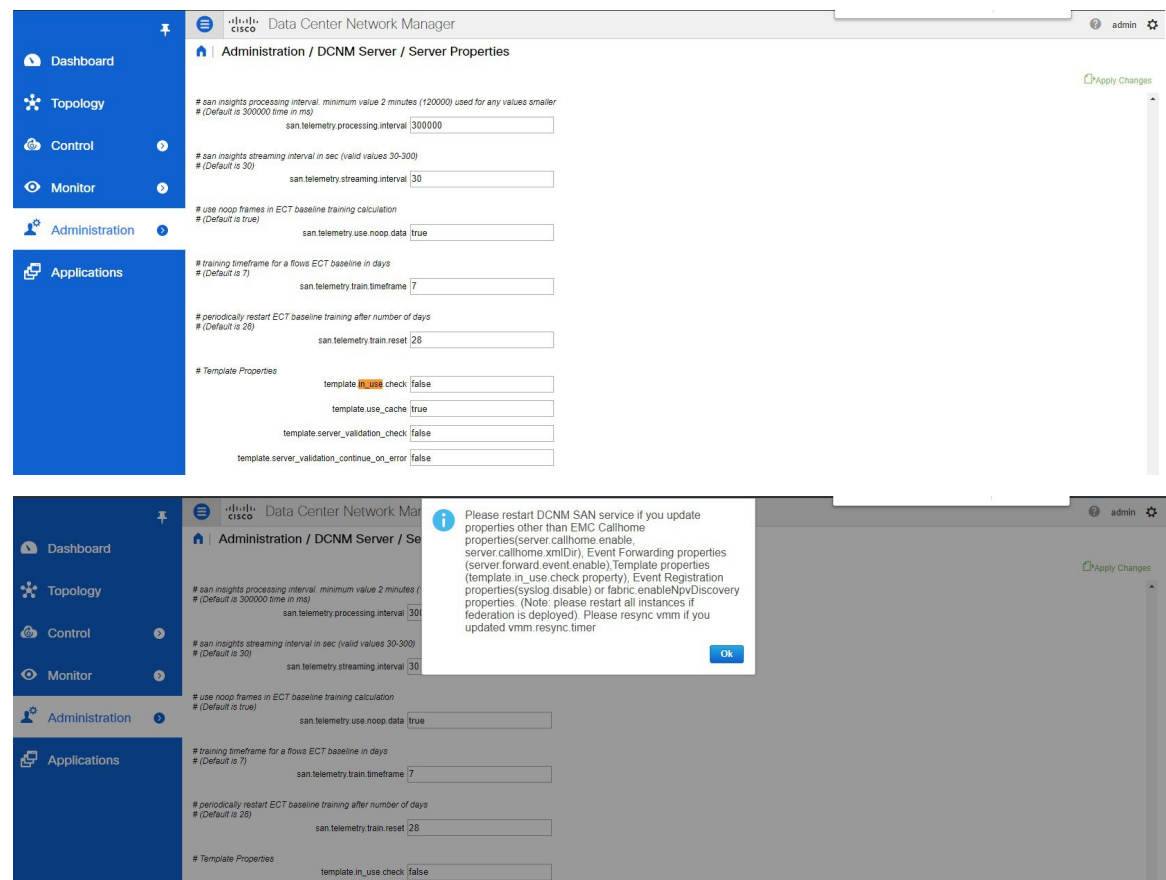 cisco Data Center Network Manager
admin
Administration / DCNM Server / Server Properties
Apply Changes
Dashboard
Topology
Control
Monitor
Administration
Applications
# san insights processing interval. minimum value 2 minutes (120000) used for any values smaller
# (Default is 300000 time in ms)
san.telemetry.processing.interval 300000
# san insights streaming interval in sec (valid values 30-300)
# (Default is 30)
san.telemetry.streaming.interval 30
# use noop frames in ECT baseline training calculation
# (Default is true)
san.telemetry.use.noop.data true
# training timeframe for a flows ECT baseline in days
# (Default is 7)
san.telemetry.train.timeframe 7
# periodically restart ECT baseline training after number of days
# (Default is 28)
san.telemetry.train.reset 28
# Template Properties
template.in_use.check false
template.use_cache true
template.server_validation_check false
template.server_validation_continue_on_error false
cisco Data Center Network Mar
admin
Administration / DCNM Server / Se
Apply Changes
Dashboard
Topology
Control
Monitor
Administration
Applications
Please restart DCNM SAN service if you update
properties other than EMC Callhome
properties(server.callhome.enable,
server.callhome.xmlDir), Event Forwarding properties
(server.forward.event.enable),Template properties
(template.in_use.check property), Event Registration
properties(syslog.disable) or fabric.enableNpvDiscovery
properties. (Note: please restart all instances if
federation is deployed). Please resync vmm if you
updated vmm.resync.timer
Ok
# san insights processing interval. minimum value 2 minutes (
# (Default is 300000 time in ms)
san.telemetry.processing.interval 30
# san insights streaming interval in sec (valid values 30-300)
# (Default is 30)
san.telemetry.streaming.interval 30
# use noop frames in ECT baseline training calculation
# (Default is true)
san.telemetry.use.noop.data true
# training timeframe for a flows ECT baseline in days
# (Default is 7)
san.telemetry.train.timeframe 7
# periodically restart ECT baseline training after number of days
# (Default is 28)
san.telemetry.train.reset 28
# Template Properties
template.in_use.check false